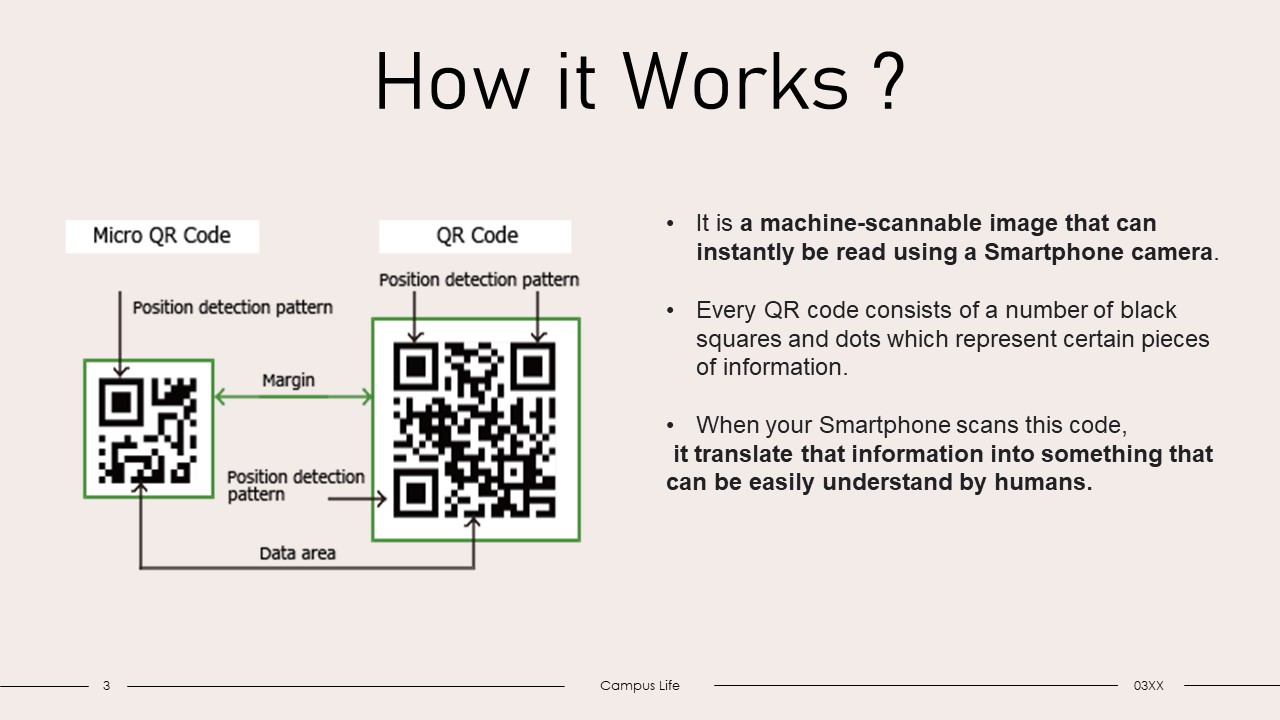 How it Works ?
Micro QR Code
QR Code
Position detection pattern
Position detection pattern
Margin
Position detection
pattern
Data area
• It is a machine-scannable image that can
instantly be read using a Smartphone camera.
• Every QR code consists of a number of black
squares and dots which represent certain pieces
of information.
• When your Smartphone scans this code,
it translate that information into something that
can be easily understand by humans.
3
Campus Life
03XX